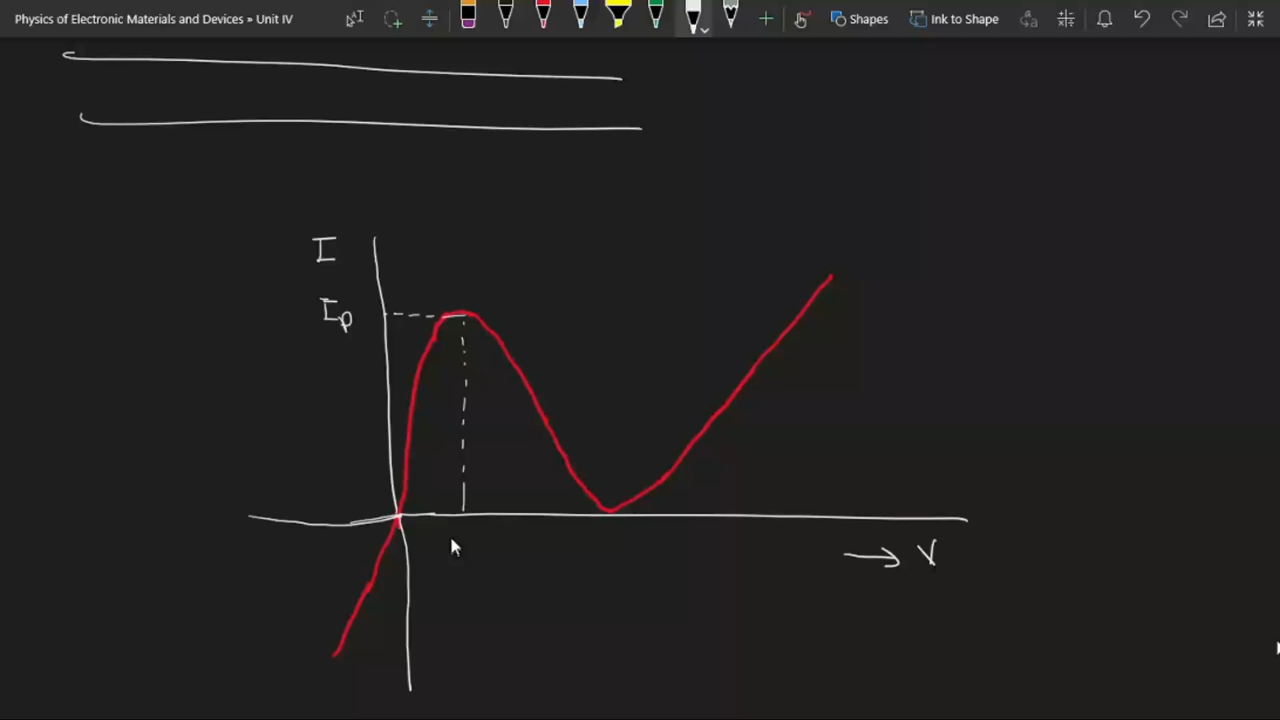 Physics of Electronic Materials and Devices » Unit IV
Shapes
Ink to Shape
I
Ip
→ V